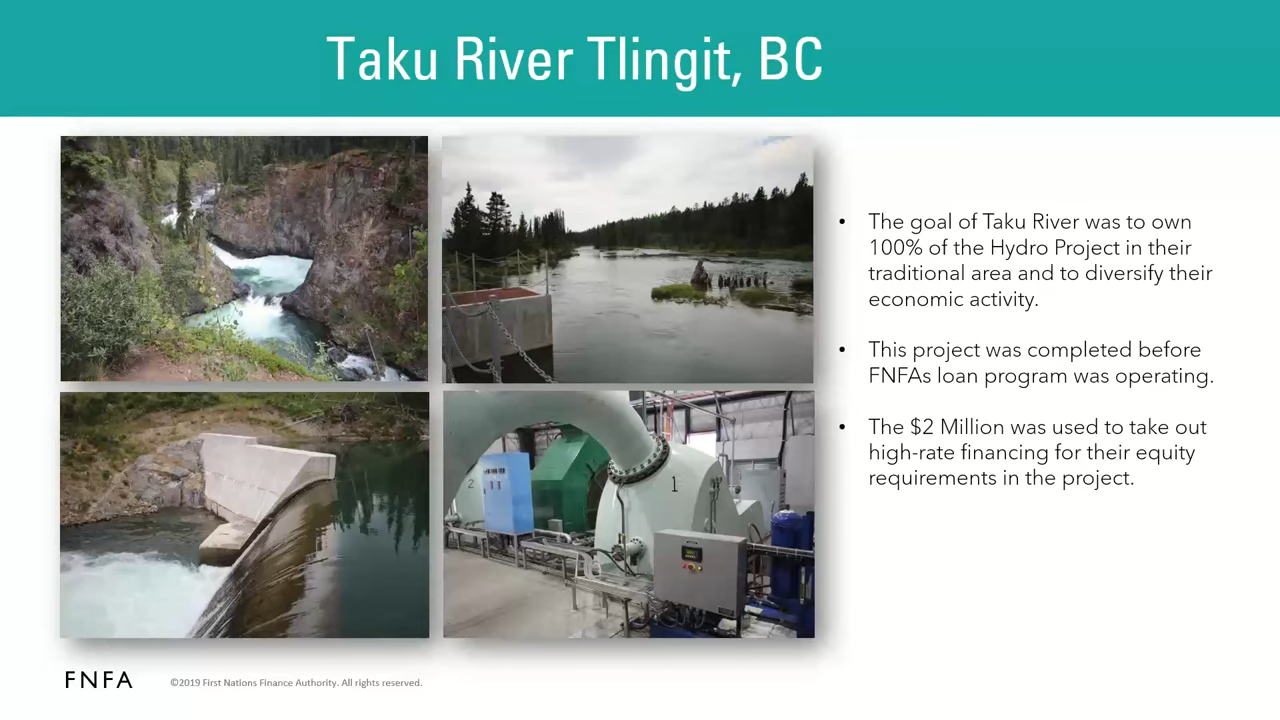 Taku River Tlingit, BC
• The goal of Taku River was to own
100% of the Hydro Project in their
traditional area and to diversify their
economic activity.
• This project was completed before
FNFAs loan program was operating.
• The $2 Million was used to take out
high-rate financing for their equity
requirements in the project.
2
1
FNFA
©2019 First Nations Finance Authority. All rights reserved.